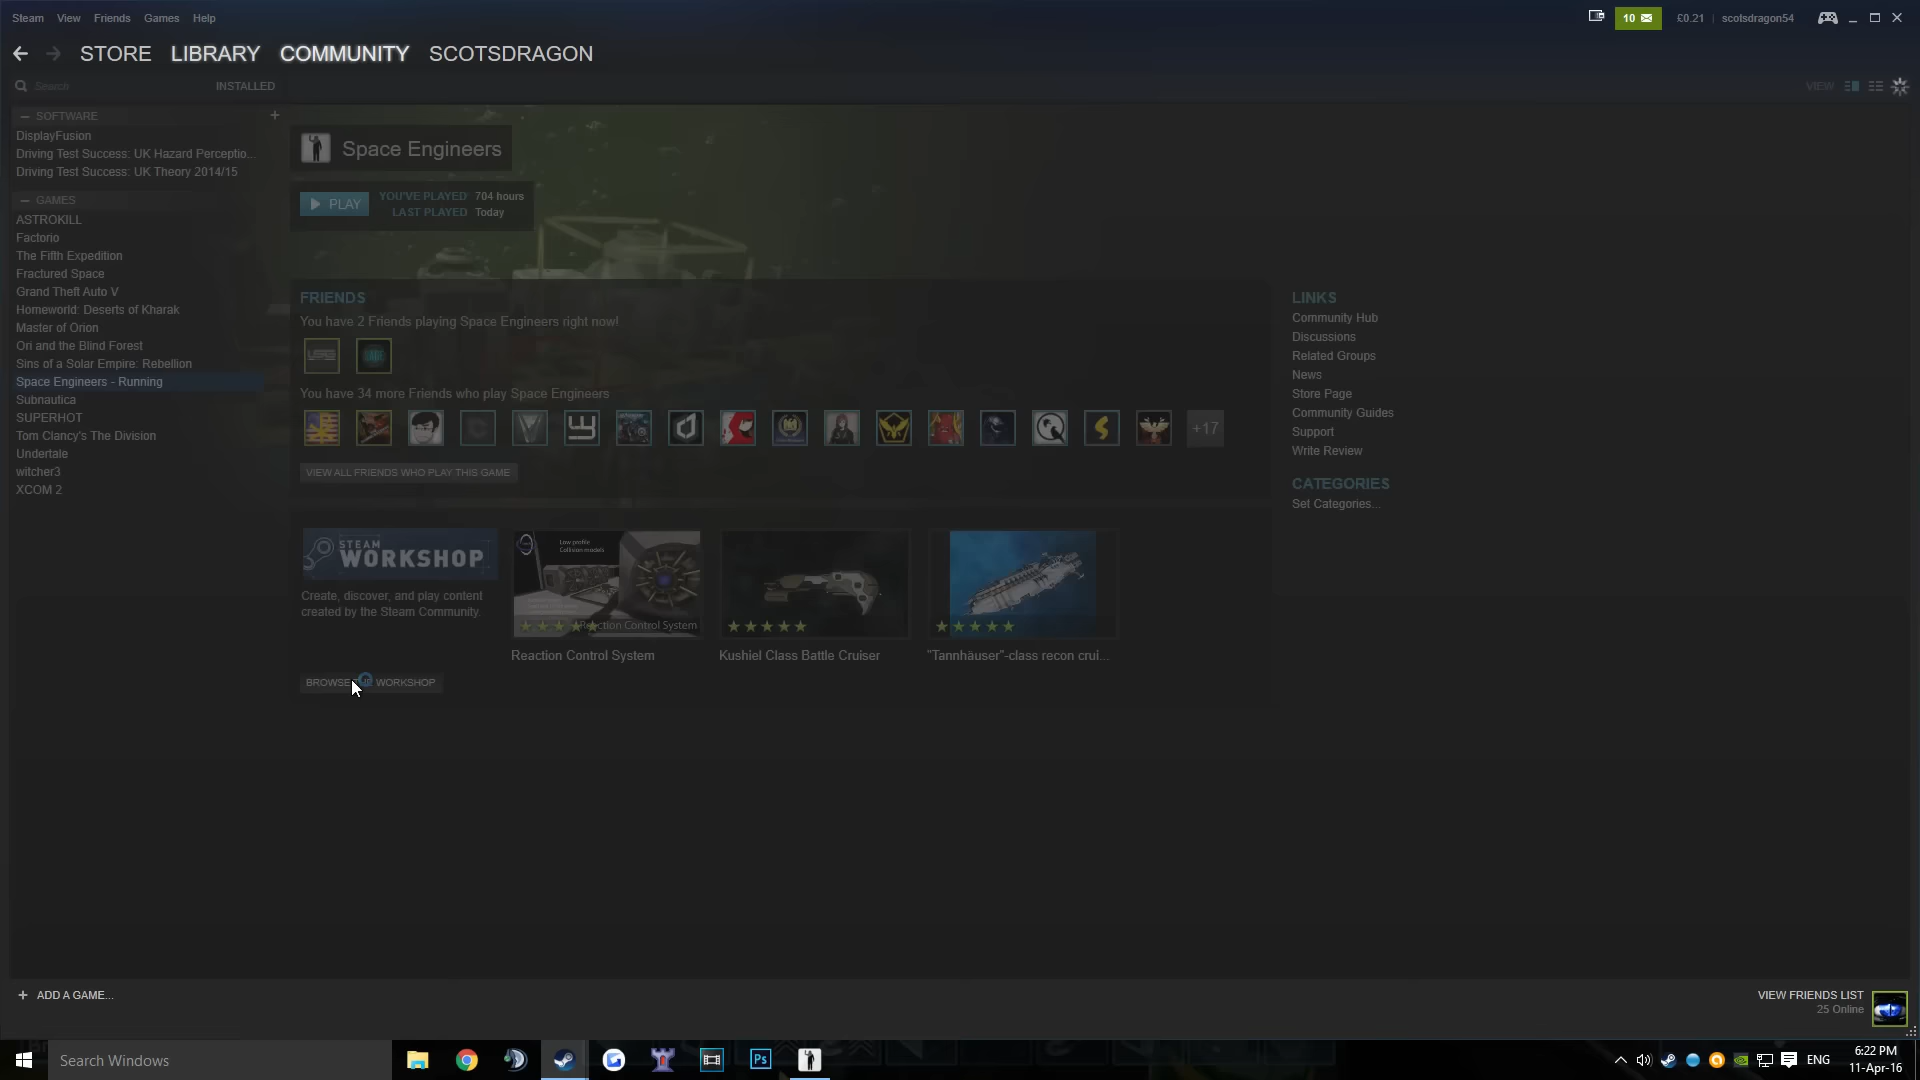 Steam View Friends Games Help
10 £0.21 | scotsdragon54
STORE LIBRARY COMMUNITY SCOTSDRAGON
Search INSTALLED VIEW
— SOFTWARE +
DisplayFusion
Driving Test Success: UK Hazard Perceptio...
Driving Test Success: UK Theory 2014/15
— GAMES
ASTROKILL
Factorio
The Fifth Expedition
Fractured Space
Grand Theft Auto V
Homeworld: Deserts of Kharak
Master of Orion
Ori and the Blind Forest
Sins of a Solar Empire: Rebellion
Space Engineers - Running
Subnautica
SUPERHOT
Tom Clancy's The Division
Undertale
witcher3
XCOM 2
Space Engineers
PLAY
YOU'VE PLAYED 704 hours
LAST PLAYED Today
FRIENDS
You have 2 Friends playing Space Engineers right now!
You have 34 more Friends who play Space Engineers
+17
VIEW ALL FRIENDS WHO PLAY THIS GAME
STEAM
WORKSHOP
Create, discover, and play content
created by the Steam Community.
BROWSE THE WORKSHOP
Low profile
Collision models
Reaction Control System
Reaction Control System
Kushiel Class Battle Cruiser
"Tannhäuser"-class recon crui...
LINKS
Community Hub
Discussions
Related Groups
News
Store Page
Community Guides
Support
Write Review
CATEGORIES
Set Categories...
+ ADD A GAME...
VIEW FRIENDS LIST
25 Online
Search Windows
Ps
ENG
6:22 PM
11-Apr-16